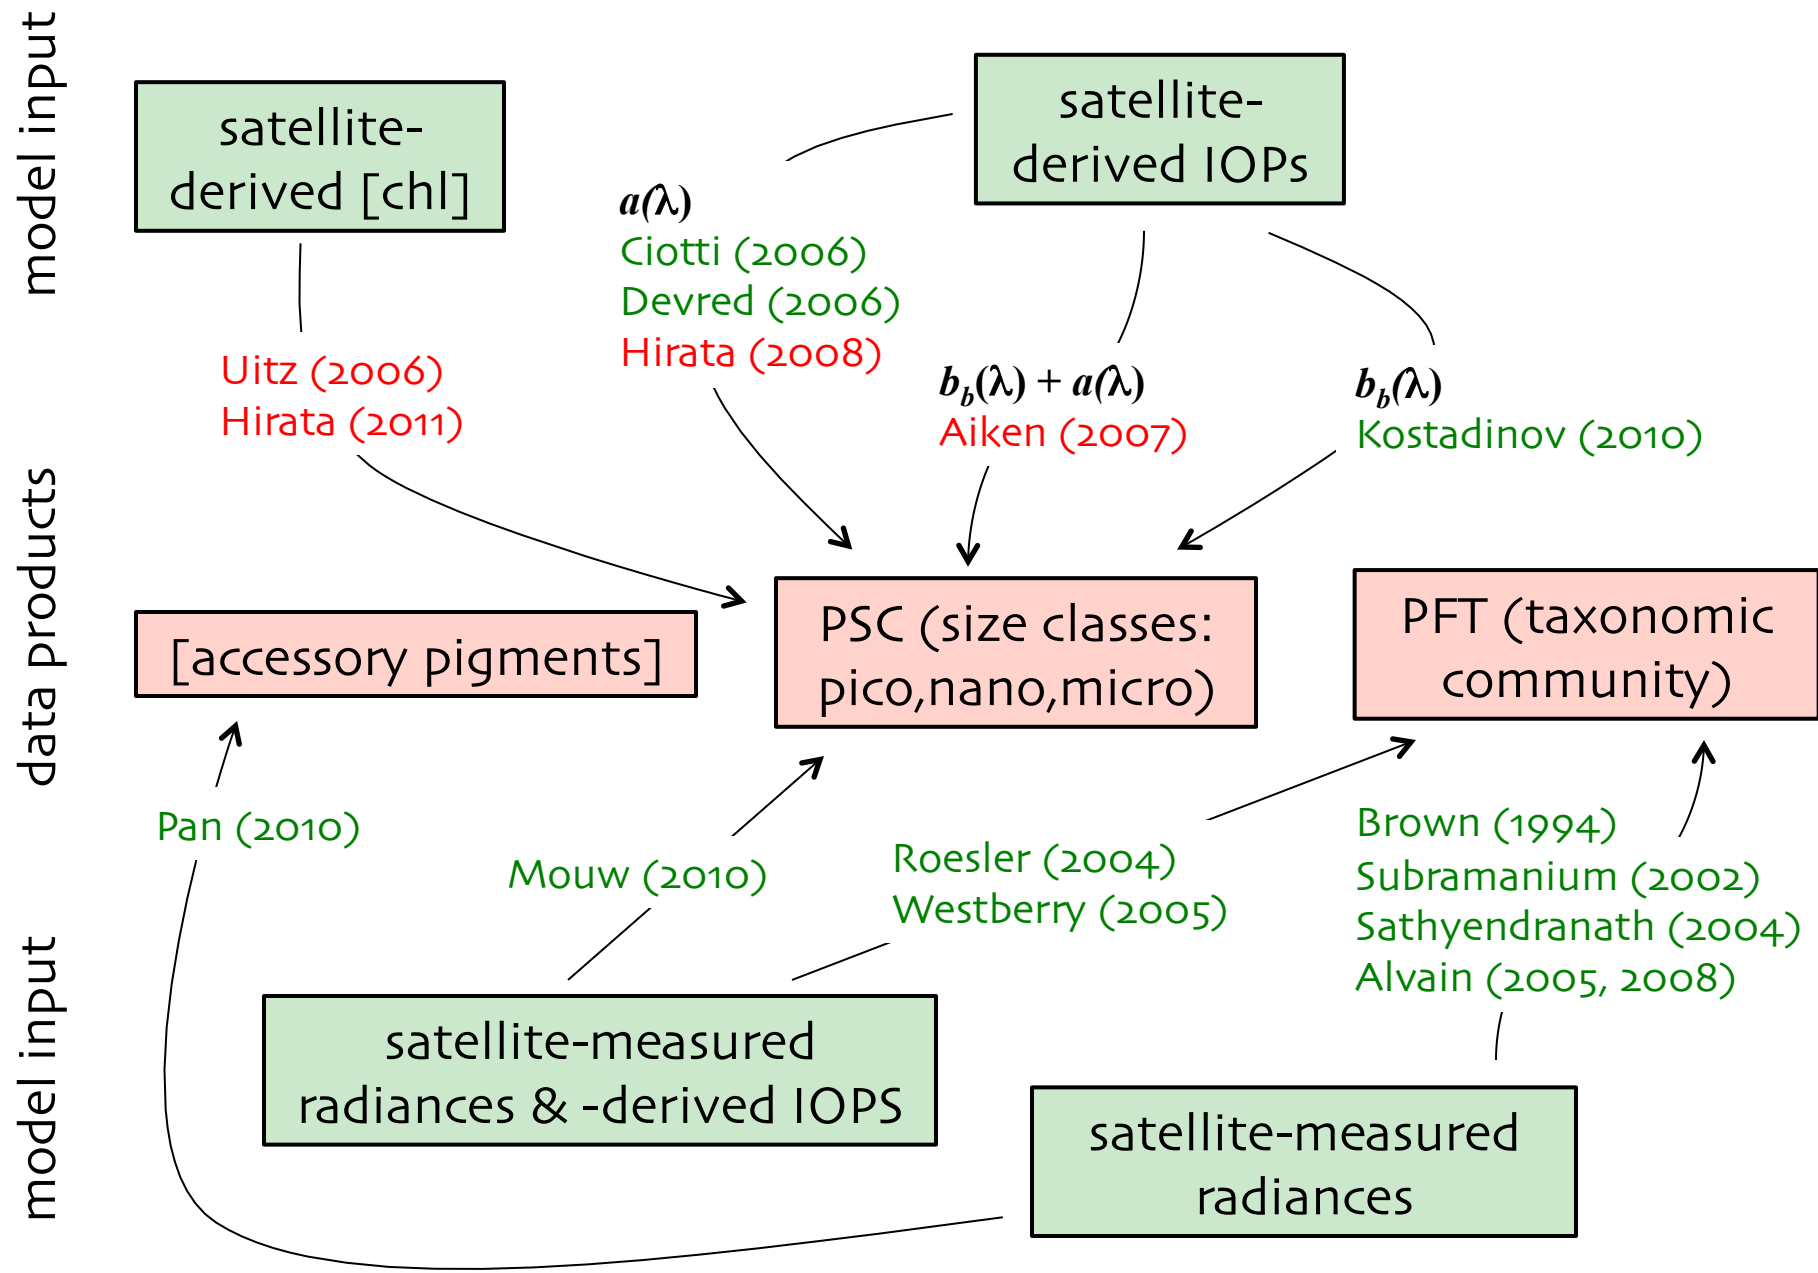 model input
satellite-
derived [chl]
satellite-
derived IOPs
a(λ)
Ciotti (2006)
Devred (2006)
Hirata (2008)
Uitz (2006)
Hirata (2011)
b_b(λ) + a(λ)
Aiken (2007)
b_b(λ)
Kostadinov (2010)
data products
[accessory pigments]
PSC (size classes:
pico,nano,micro)
PFT (taxonomic
community)
Pan (2010)
Mouw (2010)
Roesler (2004)
Westberry (2005)
Brown (1994)
Subramanium (2002)
Sathyendranath (2004)
Alvain (2005, 2008)
model input
satellite-measured
radiances & -derived IOPS
satellite-measured
radiances